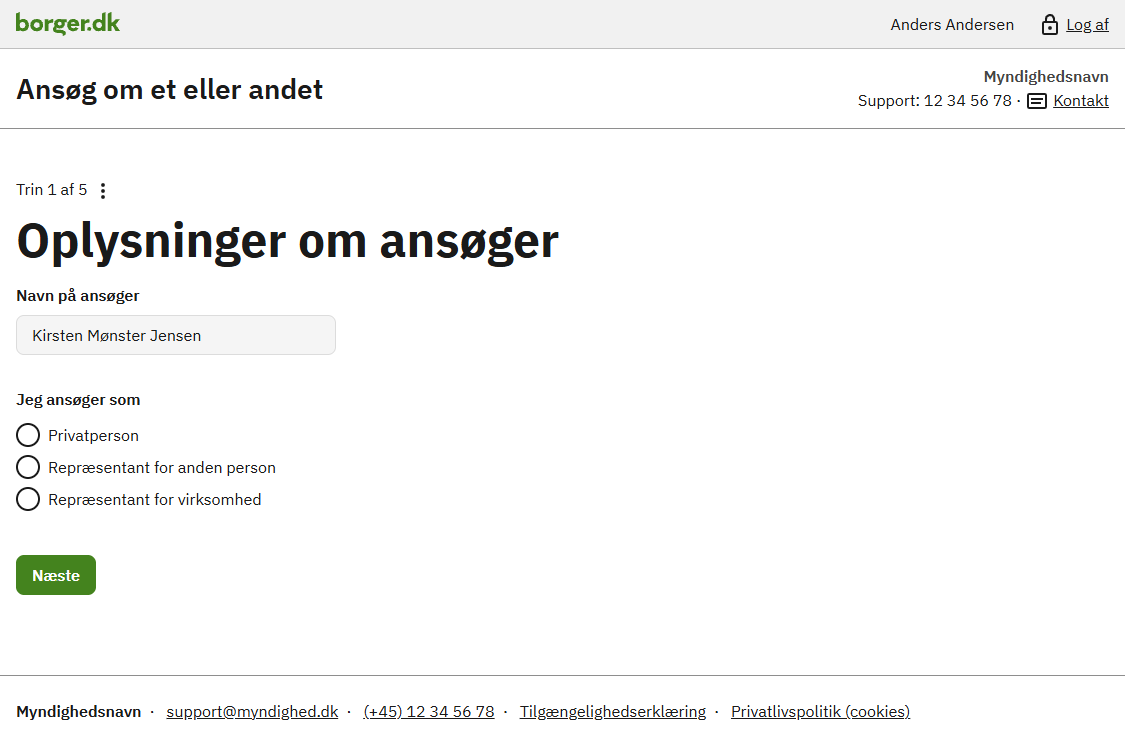 borger.dk
Anders Andersen
Log af
Ansøg om et eller andet
Myndighedsnavn
Support: 12 34 56 78 · Kontakt
Trin 1 af 5
Oplysninger om ansøger
Navn på ansøger
Kirsten Mønster Jensen
Jeg ansøger som
Privatperson
Repræsentant for anden person
Repræsentant for virksomhed
Næste
Myndighedsnavn · support@myndighed.dk · (+45) 12 34 56 78 · Tilgængelighedserklæring · Privatlivspolitik (cookies)